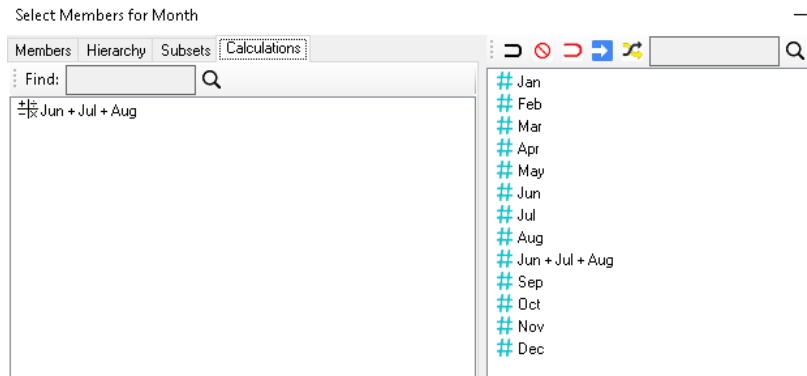 Select Members for Month
Members Hierarchy Subsets Calculations
Find:
Jun + Jul + Aug
Jan
Feb
Mar
Apr
May
Jun
Jul
Aug
Jun + Jul + Aug
Sep
Oct
Nov
Dec